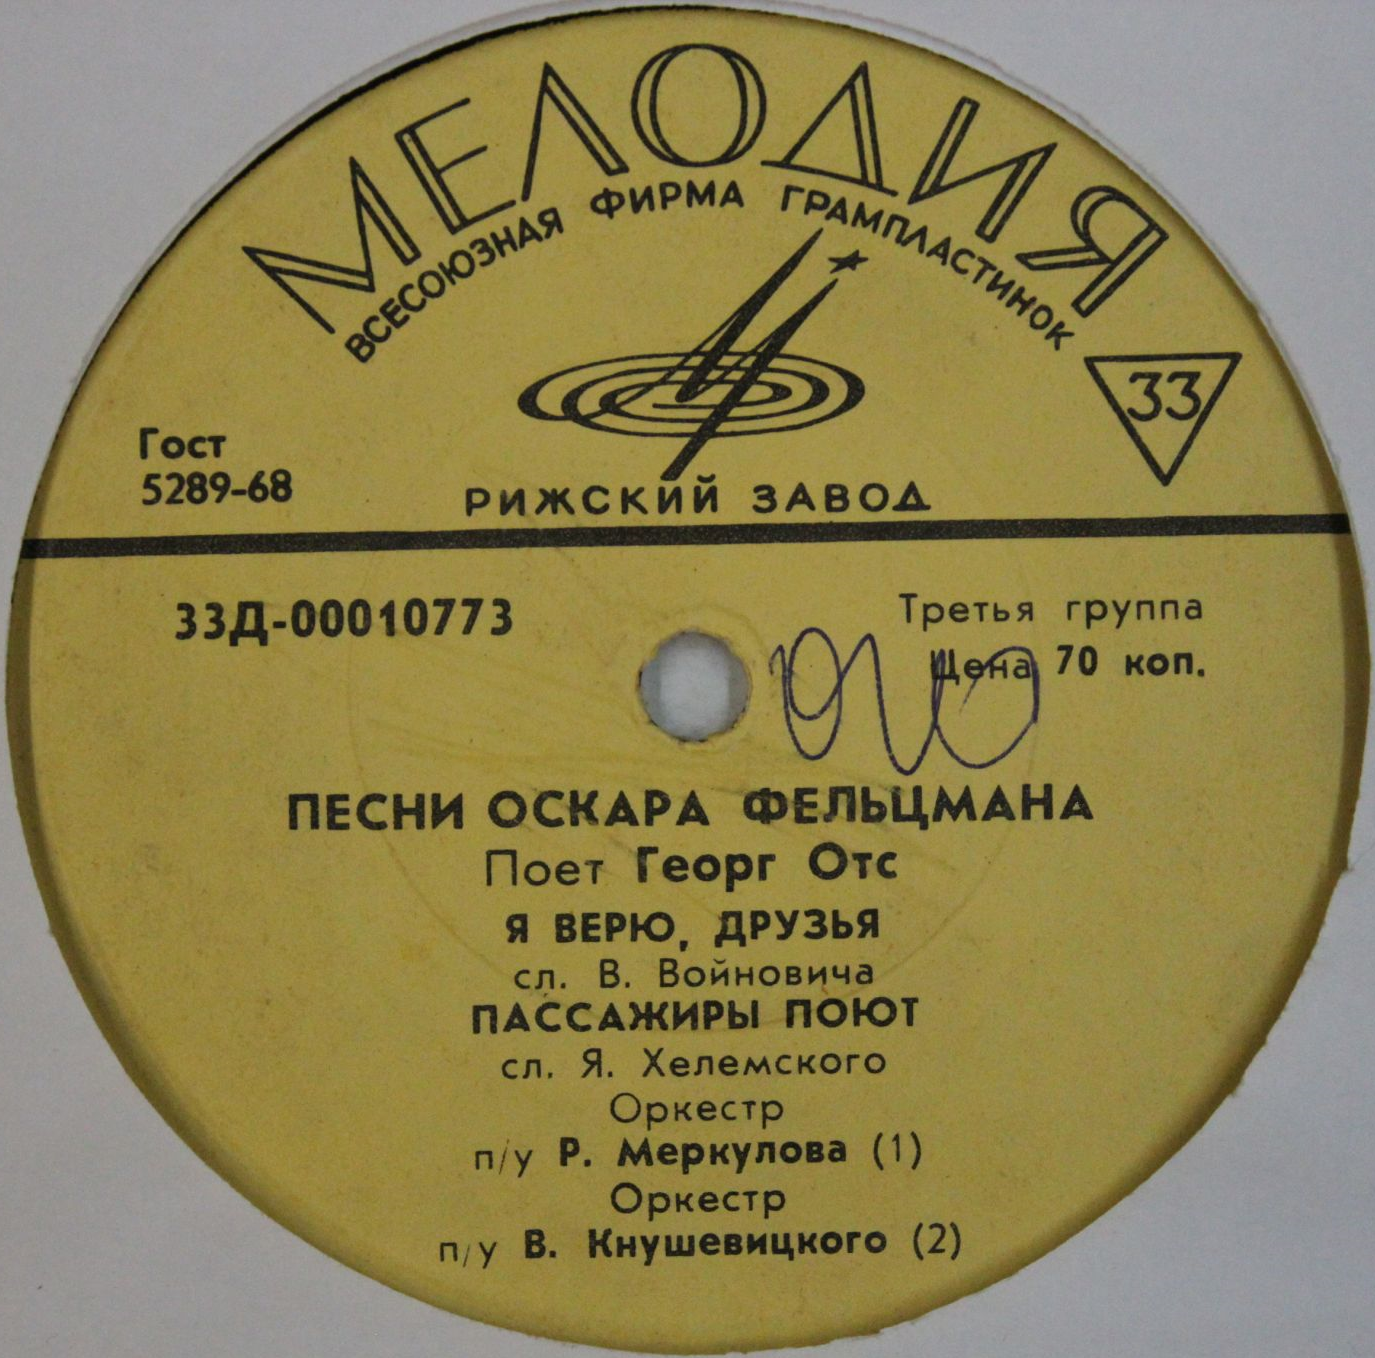 МЕЛОДИЯ
ВСЕСОЮЗНАЯ ФИРМА ГРАМПЛАСТИНОК
33
Гост
5289-68
РИЖСКИЙ ЗАВОД
33Д-00010773
Третья группа
Цена 70 коп.
ПЕСНИ ОСКАРА ФЕЛЬЦМАНА
Поет Георг Отс
Я ВЕРЮ, ДРУЗЬЯ
сл. В. Войновича
ПАССАЖИРЫ ПОЮТ
сл. Я. Хелемского
Оркестр
п/у Р. Меркулова (1)
Оркестр
п/у В. Кнушевицкого (2)